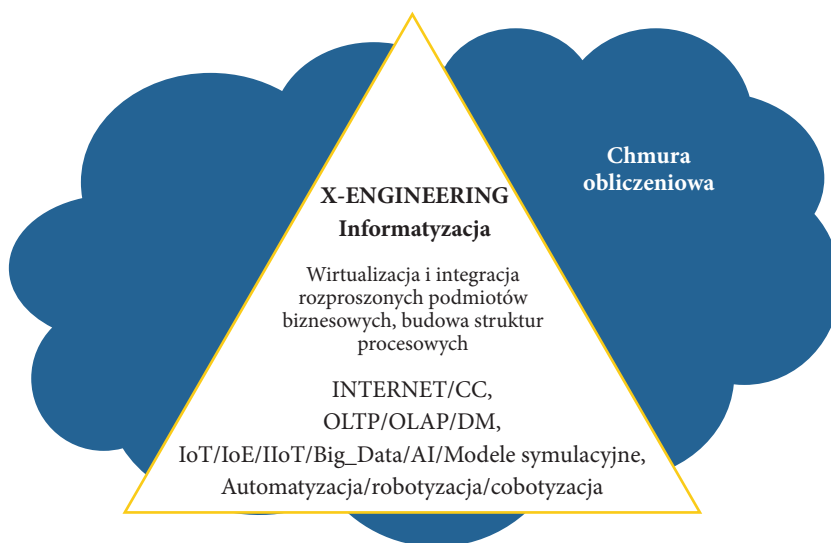 Chmura
obliczeniowa
X-ENGINEERING
Informatyzacja
Wirtualizacja i integracja
rozproszonych podmiotów
biznesowych, budowa struktur
procesowych
INTERNET/CC,
OLTP/OLAP/DM,
IoT/IoE/IIoT/Big_Data/AI/Modele symulacyjne,
Automatyzacja/robotyzacja/cobotyzacja